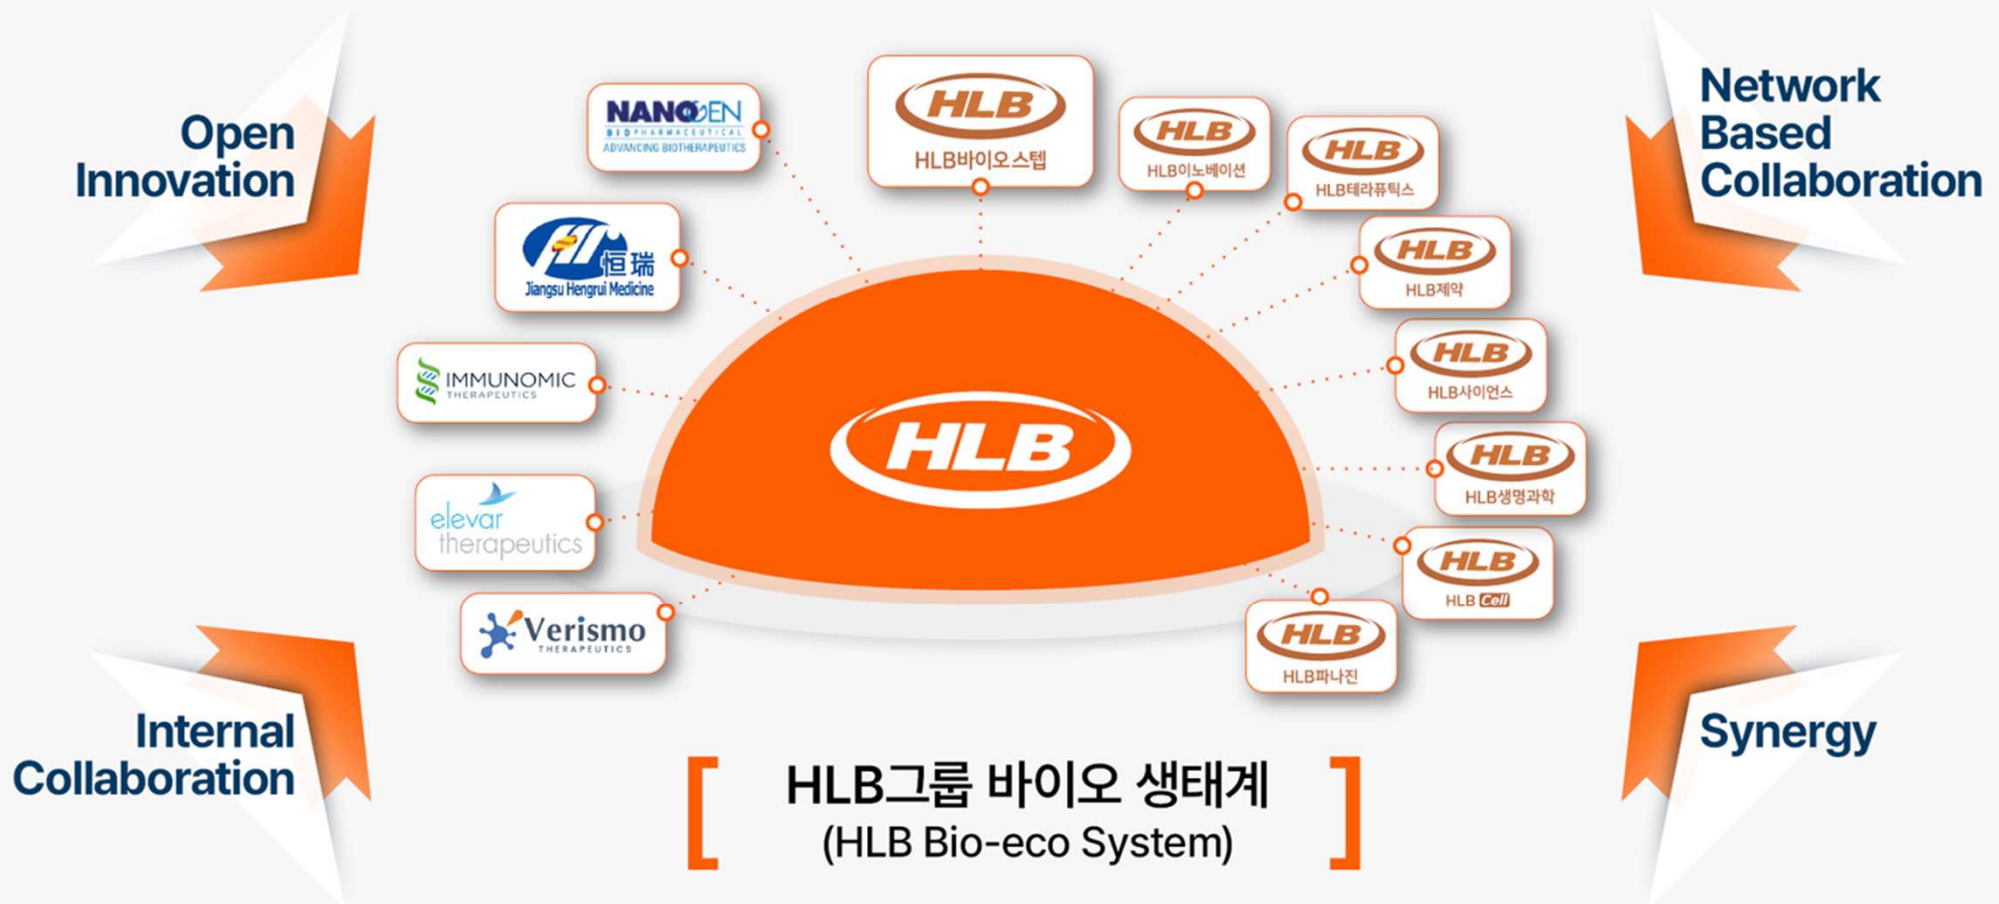 Open
Innovation
Network
Based
Collaboration
NANOGEN
BIOPHARMACEUTICAL
ADVANCING BIOTHERAPEUTICS
HLB
HLB바이오스텝
HLB
HLB이노베이션
HLB
HLB테라퓨틱스
恒瑞
Jiangsu Hengrui Medicine
HLB
HLB제약
IMMUNOMIC
THERAPEUTICS
HLB
HLB사이언스
HLB
HLB
HLB생명과학
elevar
therapeutics
HLB
HLB Cell
Verismo
THERAPEUTICS
HLB
HLB파나진
Internal
Collaboration
Synergy
[ HLB그룹 바이오 생태계 ]
(HLB Bio-eco System)